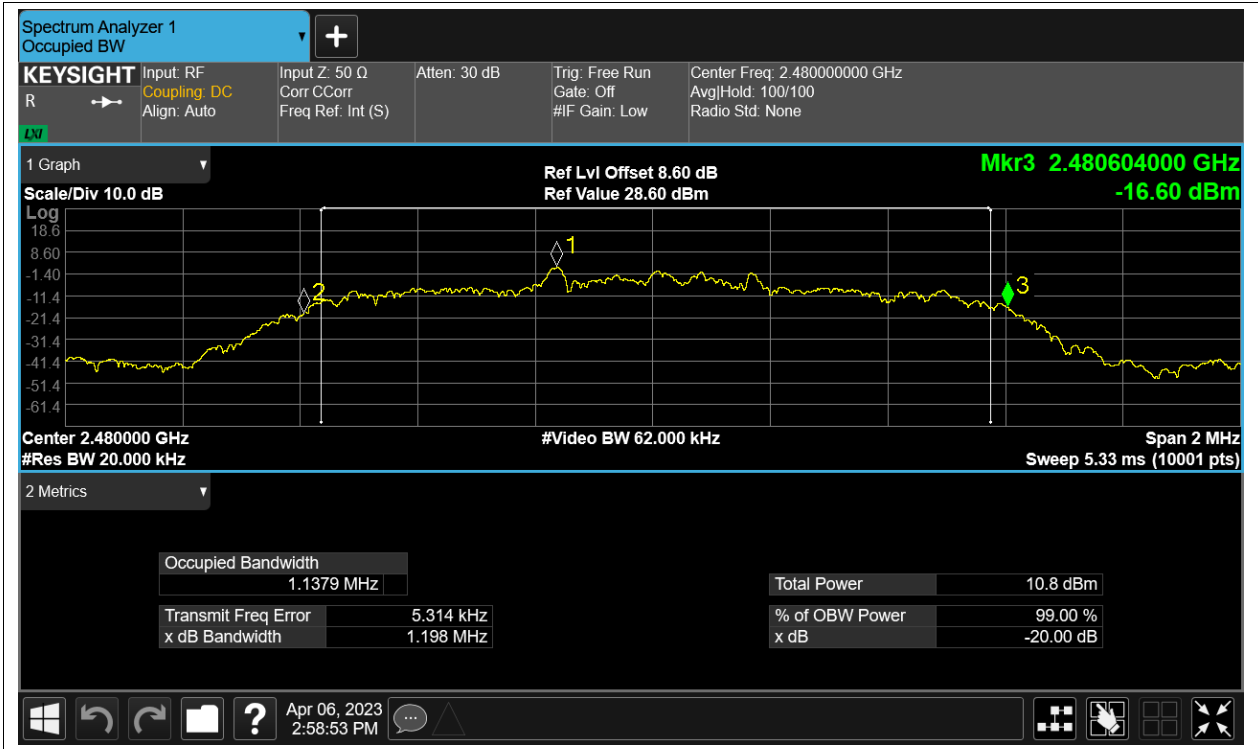 Spectrum Analyzer 1
Occupied BW
KEYSIGHT
R
LXI
Input: RF
Coupling: DC
Align: Auto
Input Z: 50 Ω
Corr CCorr
Freq Ref: Int (S)
Atten: 30 dB
Trig: Free Run
Gate: Off
#IF Gain: Low
Center Freq: 2.480000000 GHz
Avg|Hold: 100/100
Radio Std: None
1 Graph
Scale/Div 10.0 dB
Ref Lvl Offset 8.60 dB
Ref Value 28.60 dBm
Mkr3 2.480604000 GHz
-16.60 dBm
Log
18.6
8.60
-1.40
-11.4
-21.4
-31.4
-41.4
-51.4
-61.4
1
2
3
Center 2.480000 GHz
#Res BW 20.000 kHz
#Video BW 62.000 kHz
Span 2 MHz
Sweep 5.33 ms (10001 pts)
2 Metrics
Occupied Bandwidth
1.1379 MHz
Transmit Freq Error 5.314 kHz
x dB Bandwidth 1.198 MHz
Total Power 10.8 dBm
% of OBW Power 99.00 %
x dB -20.00 dB
?
Apr 06, 2023
2:58:53 PM